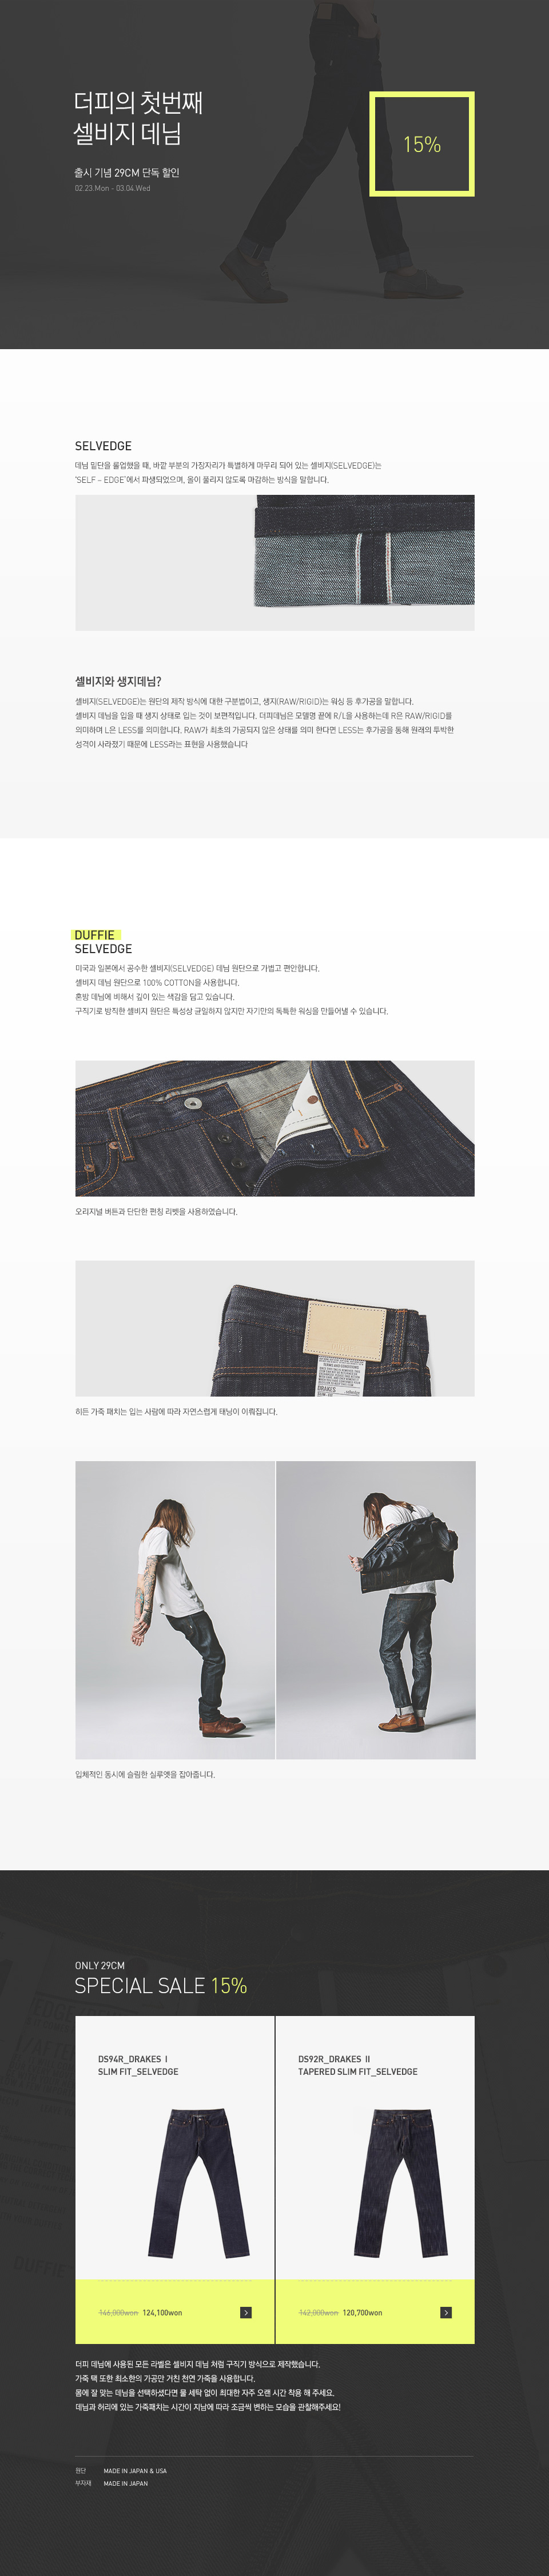 더피의 첫번째
셀비지 데님
15%
출시 기념 29CM 단독 할인
02.23.Mon - 03.04.Wed
SELVEDGE
데님 밑단을 롤업했을 때, 바깥 부분의 가장자리가 특별하게 마무리 되어 있는 셀비지(SELVEDGE)는
'SELF – EDGE'에서 파생되었으며, 올이 풀리지 않도록 마감하는 방식을 말합니다.
셀비지와 생지데님?
셀비지(SELVEDGE)는 원단의 제작 방식에 대한 구분법이고, 생지(RAW/RIGID)는 워싱 등 후가공을 말합니다.
셀비지 데님을 입을 때 생지 상태로 입는 것이 보편적입니다. 더피데님은 모델명 끝에 R/L을 사용하는데 R은 RAW/RIGID를
의미하며 L은 LESS를 의미합니다. RAW가 최초의 가공되지 않은 상태를 의미 한다면 LESS는 후가공을 통해 원래의 투박한
성격이 사라졌기 때문에 LESS라는 표현을 사용했습니다
DUFFIE
SELVEDGE
미국과 일본에서 공수한 셀비지(SELVEDGE) 데님 원단으로 가볍고 편안합니다.
셀비지 데님 원단으로 100% COTTON을 사용합니다.
혼방 데님에 비해서 깊이 있는 색감을 담고 있습니다.
구직기로 방직한 셀비지 원단은 특성상 균일하지 않지만 자기만의 독특한 워싱을 만들어낼 수 있습니다.
오리지널 버튼과 단단한 펀칭 리벳을 사용하였습니다.
DRAKES
히든 가죽 패치는 입는 사람에 따라 자연스럽게 태닝이 이뤄집니다.
입체적인 동시에 슬림한 실루엣을 잡아줍니다.
ONLY 29CM
SPECIAL SALE 15%
DS94R_DRAKES Ⅰ
SLIM FIT_SELVEDGE
DS92R_DRAKES Ⅱ
TAPERED SLIM FIT_SELVEDGE
146,000won 124,100won
142,000won 120,700won
더피 데님에 사용된 모든 라벨은 셀비지 데님 처럼 구직기 방식으로 제작했습니다.
가죽 택 또한 최소한의 가공만 거친 천연 가죽을 사용합니다.
몸에 잘 맞는 데님을 선택하셨다면 물 세탁 없이 최대한 자주 오랜 시간 착용 해 주세요.
데님과 허리에 있는 가죽패치는 시간이 지남에 따라 조금씩 변하는 모습을 관찰해주세요!
원단 MADE IN JAPAN & USA
부자재 MADE IN JAPAN